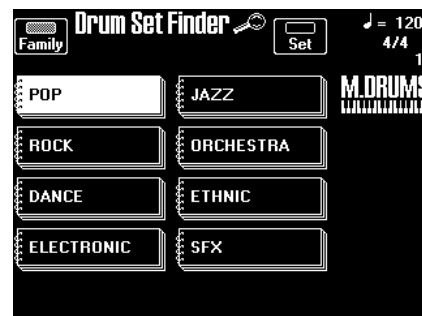 Drum Set Finder
Family
Set
♩= 120
4/4
1
M.DRUMS
POP
JAZZ
ROCK
ORCHESTRA
DANCE
ETHNIC
ELECTRONIC
SFX